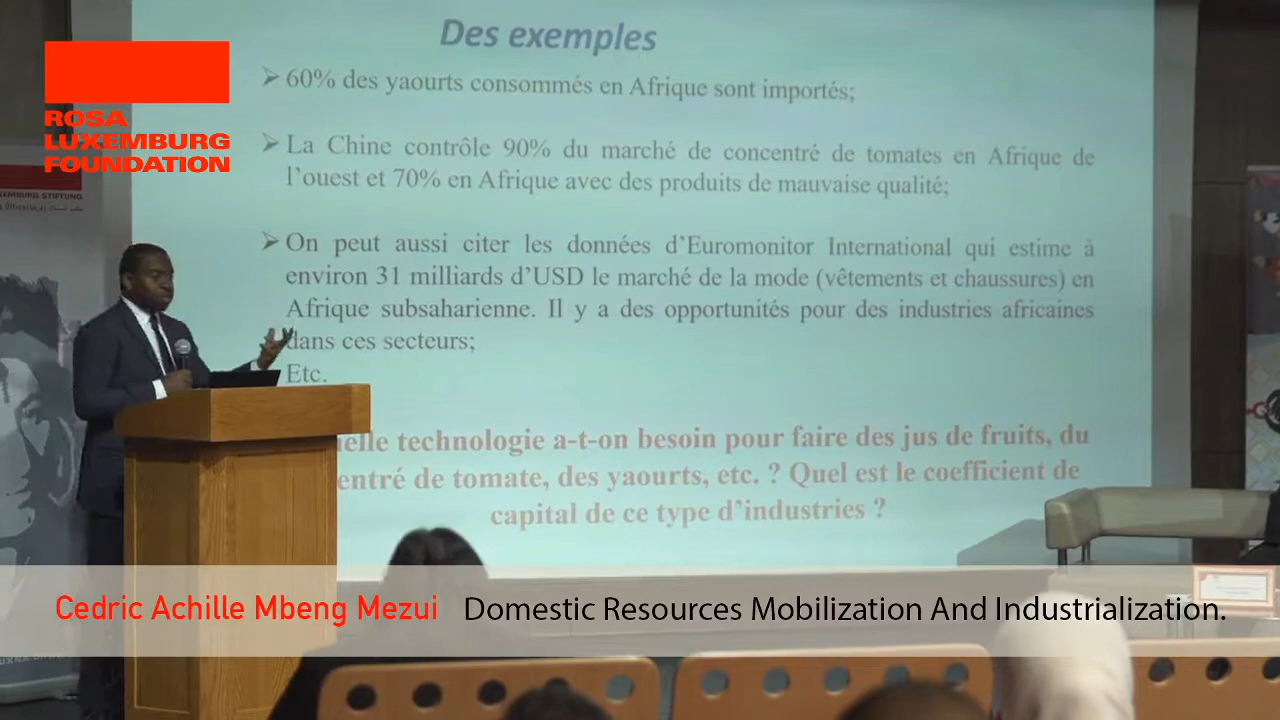 Des exemples
ROSA
LUXEMBURG
FOUNDATION
➢ 60% des yaourts consommés en Afrique sont importés;
➢ La Chine contrôle 90% du marché de concentré de tomates en Afrique de
l'ouest et 70% en Afrique avec des produits de mauvaise qualité;
➢ On peut aussi citer les données d'Euromonitor International qui estime à
environ 31 milliards d'USD le marché de la mode (vêtements et chaussures) en
Afrique subsaharienne. Il y a des opportunités pour des industries africaines
dans ces secteurs;
Etc.
elle technologie a-t-on besoin pour faire des jus de fruits, du
entré de tomate, des yaourts, etc. ? Quel est le coefficient de
capital de ce type d'industries ?
XEMBURG STIFTUNG
Cedric Achille Mbeng Mezui Domestic Resources Mobilization And Industrialization.